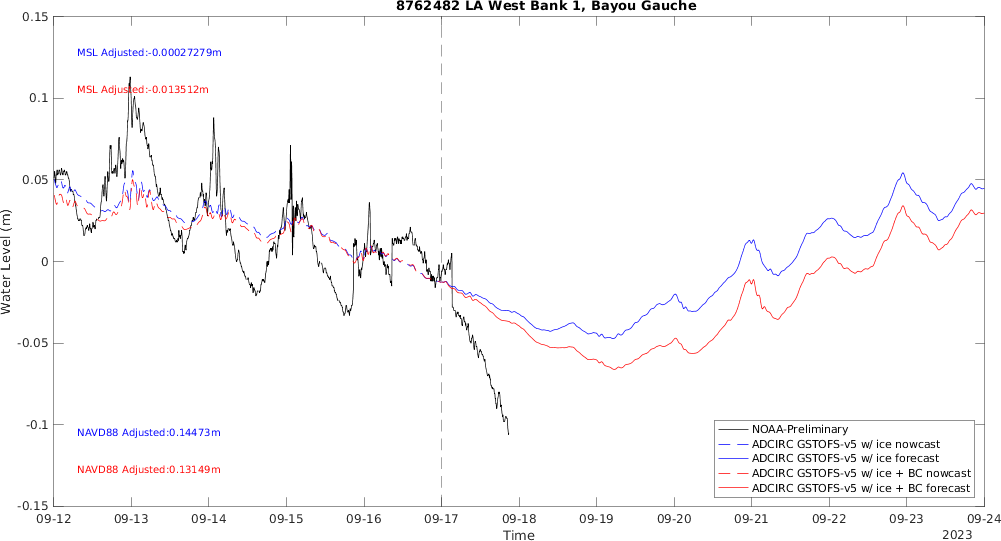 8762482 LA West Bank 1, Bayou Gauche
0.15
MSL Adjusted:-0.00027279m
0.1
MSL Adjusted:-0.013512m
0.05
0
Water Level (m)
-0.05
-0.1
NAVD88 Adjusted:0.14473m
NAVD88 Adjusted:0.13149m
-0.15
NOAA-Preliminary
ADCIRC GSTOFS-v5 w/ ice nowcast
ADCIRC GSTOFS-v5 w/ ice forecast
ADCIRC GSTOFS-v5 w/ ice + BC nowcast
ADCIRC GSTOFS-v5 w/ ice + BC forecast
09-12 09-13 09-14 09-15 09-16 09-17 09-18 09-19 09-20 09-21 09-22 09-23 09-24
Time
2023